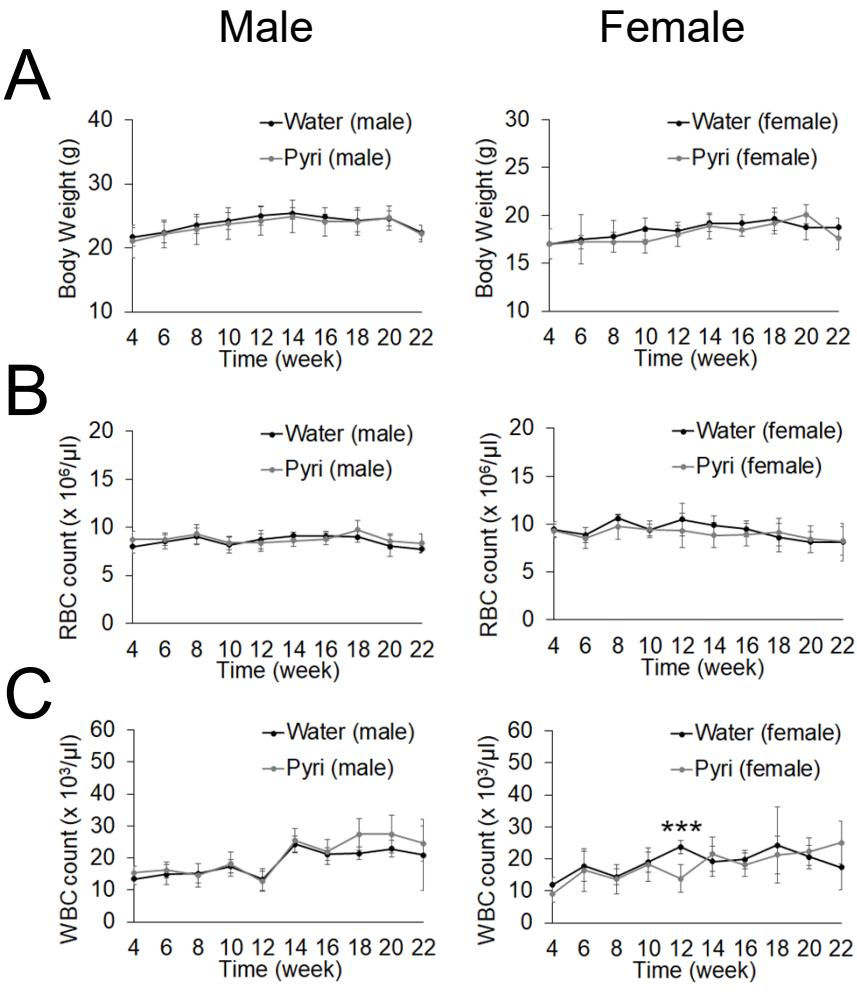 Male
Female
A
Body Weight (g)
40
30
20
10
Water (male)
Pyri (male)
4 6 8 10 12 14 16 18 20 22
Time (week)
Body Weight (g)
30
25
20
15
10
Water (female)
Pyri (female)
4 6 8 10 12 14 16 18 20 22
Time (week)
B
RBC count (x 10⁶/µl)
20
15
10
5
0
Water (male)
Pyri (male)
4 6 8 10 12 14 16 18 20 22
Time (week)
RBC count (x 10⁶/µl)
20
15
10
5
0
Water (female)
Pyri (female)
4 6 8 10 12 14 16 18 20 22
Time (week)
C
WBC count (x 10³/µl)
60
50
40
30
20
10
0
Water (male)
Pyri (male)
4 6 8 10 12 14 16 18 20 22
Time (week)
WBC count (x 10³/µl)
60
50
40
30
20
10
0
Water (female)
Pyri (female)
***
4 6 8 10 12 14 16 18 20 22
Time (week)